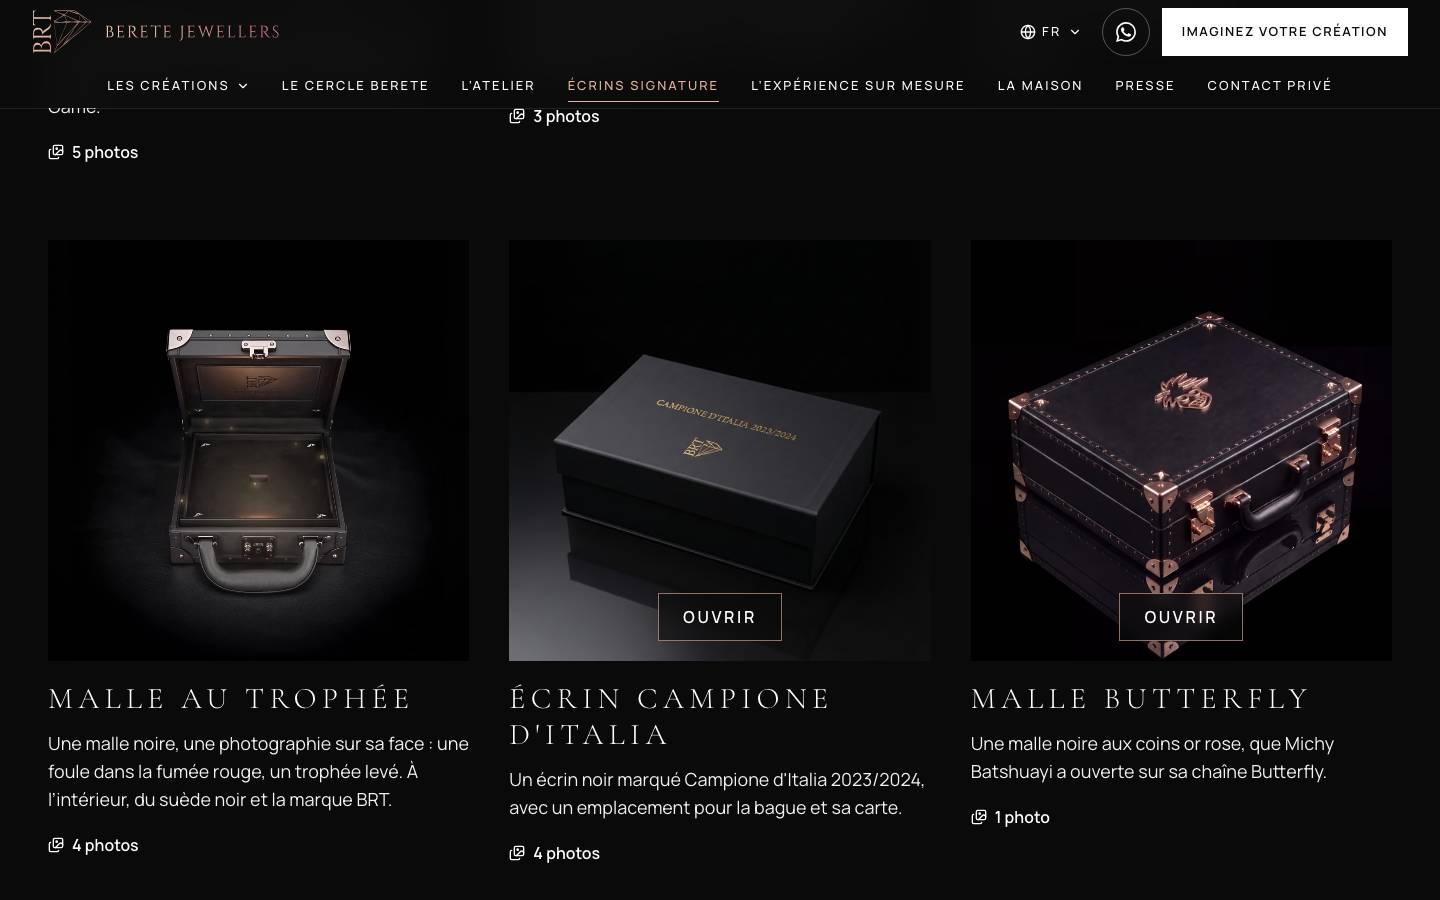 BRT
BERETE JEWELLERS
FR
IMAGINEZ VOTRE CRÉATION
LES CRÉATIONS
LE CERCLE BERETE
L'ATELIER
ÉCRINS SIGNATURE
L'EXPÉRIENCE SUR MESURE
LA MAISON
PRESSE
CONTACT PRIVÉ
Game.
5 photos
3 photos
CAMPIONE D'ITALIA 2023/2024
BRT
OUVRIR
OUVRIR
MALLE AU TROPHÉE
Une malle noire, une photographie sur sa face : une
foule dans la fumée rouge, un trophée levé. À
l'intérieur, du suède noir et la marque BRT.
4 photos
ÉCRIN CAMPIONE
D'ITALIA
Un écrin noir marqué Campione d'Italia 2023/2024,
avec un emplacement pour la bague et sa carte.
4 photos
MALLE BUTTERFLY
Une malle noire aux coins or rose, que Michy
Batshuayi a ouverte sur sa chaîne Butterfly.
1 photo